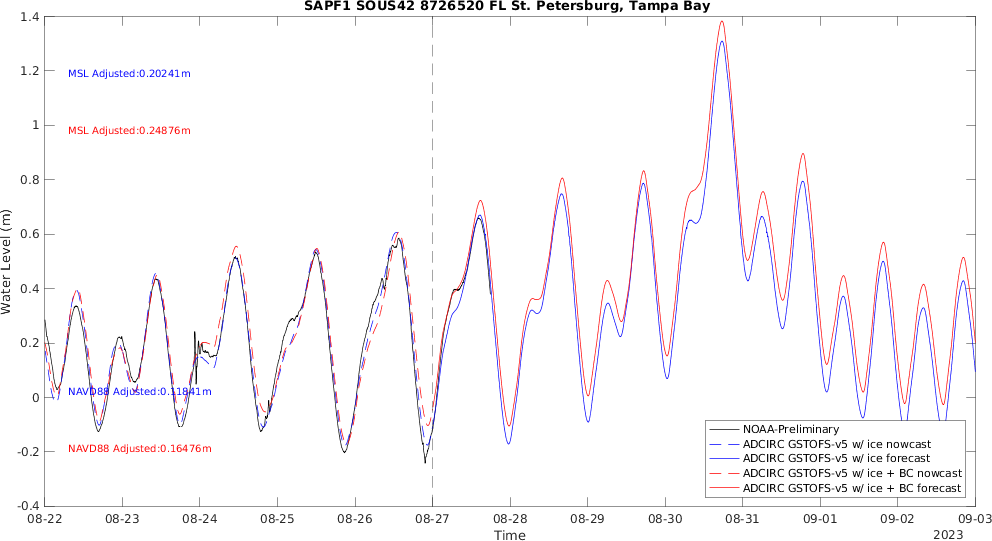 SAPF1 SOUS42 8726520 FL St. Petersburg, Tampa Bay
1.4
1.2
1
0.8
0.6
0.4
0.2
0
-0.2
-0.4
Water Level (m)
MSL Adjusted:0.20241m
MSL Adjusted:0.24876m
NAVD88 Adjusted:0.11841m
NAVD88 Adjusted:0.16476m
NOAA-Preliminary
ADCIRC GSTOFS-v5 w/ ice nowcast
ADCIRC GSTOFS-v5 w/ ice forecast
ADCIRC GSTOFS-v5 w/ ice + BC nowcast
ADCIRC GSTOFS-v5 w/ ice + BC forecast
08-22 08-23 08-24 08-25 08-26 08-27 08-28 08-29 08-30 08-31 09-01 09-02 09-03
Time
2023